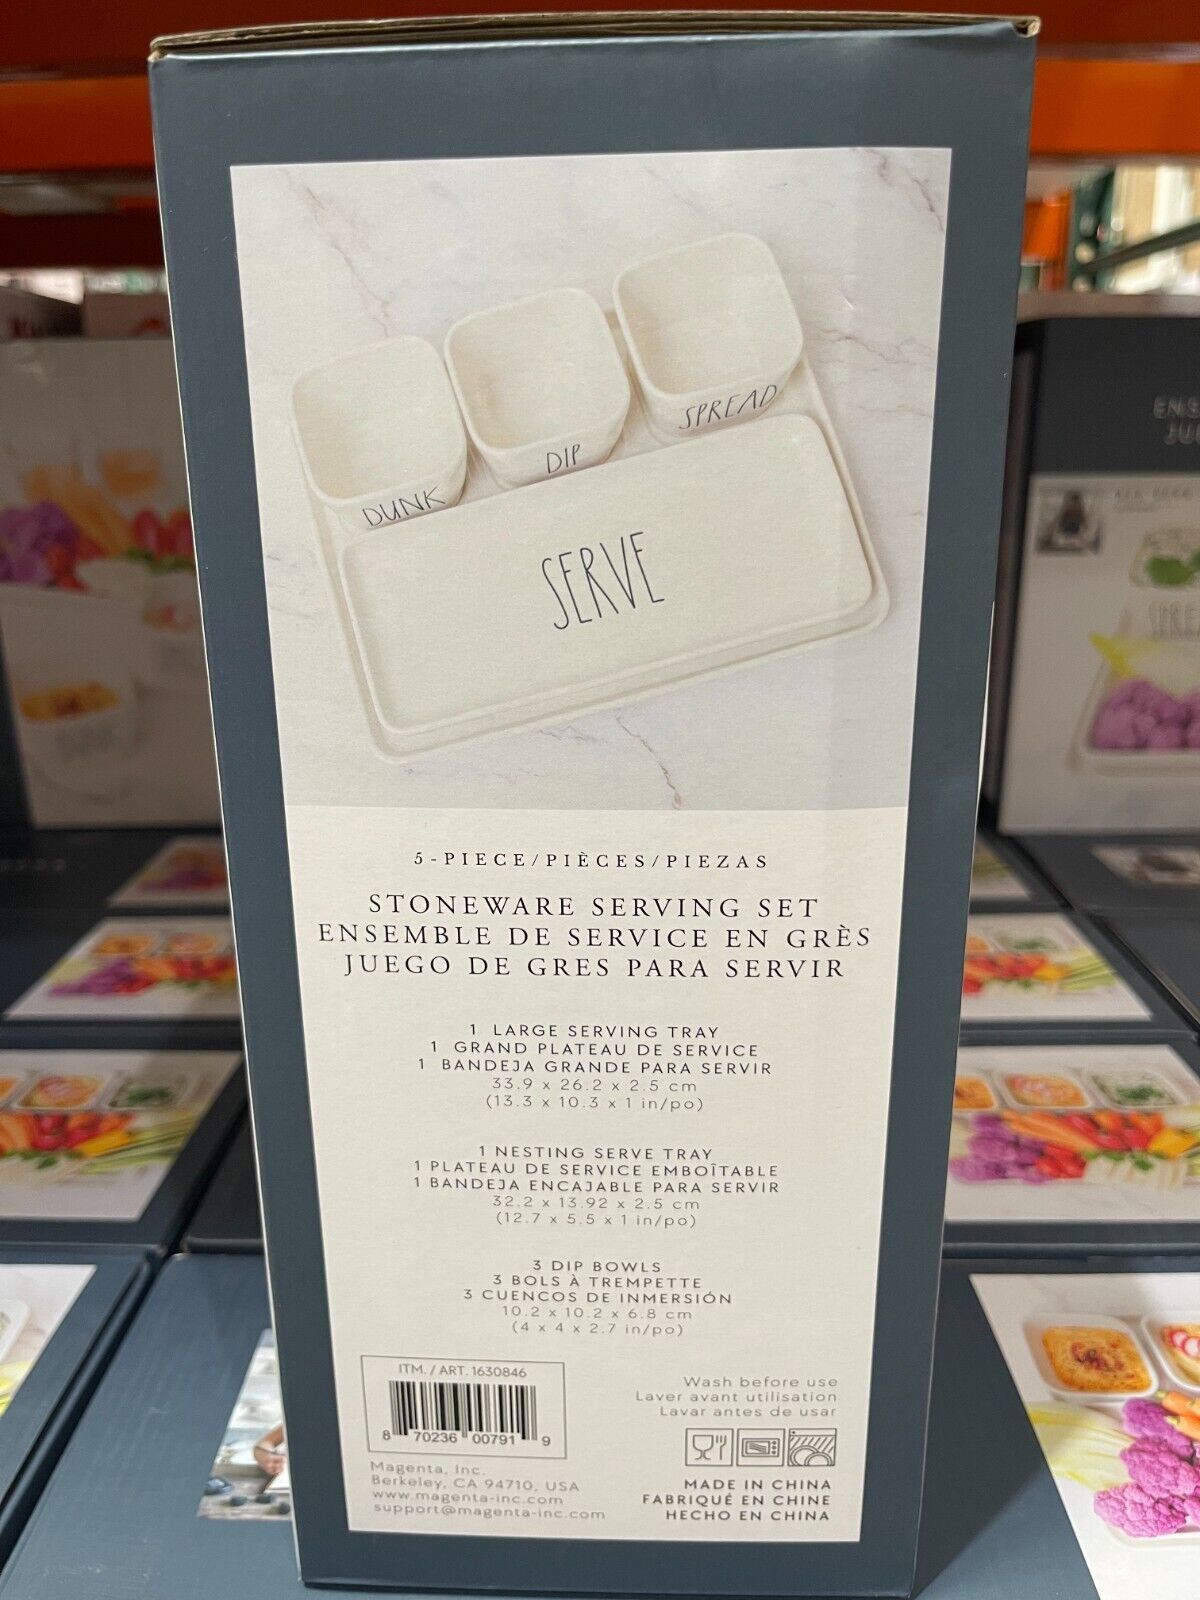 DUNK
DIP
SPREAD
SERVE
5-PIECE/PIÈCES/PIEZAS
STONEWARE SERVING SET
ENSEMBLE DE SERVICE EN GRÈS
JUEGO DE GRES PARA SERVIR
1 LARGE SERVING TRAY
1 GRAND PLATEAU DE SERVICE
1 BANDEJA GRANDE PARA SERVIR
33.9 x 26.2 x 2.5 cm
(13.3 x 10.3 x 1 in/po)
1 NESTING SERVE TRAY
1 PLATEAU DE SERVICE EMBOÎTABLE
1 BANDEJA ENCAJABLE PARA SERVIR
32.2 x 13.92 x 2.5 cm
(12.7 x 5.5 x 1 in/po)
3 DIP BOWLS
3 BOLS À TREMPETTE
3 CUENCOS DE INMERSIÓN
10.2 x 10.2 x 6.8 cm
(4 x 4 x 2.7 in/po)
ITM. / ART. 1630846
8 70236 00791 9
Magenta, Inc.
Berkeley, CA 94710, USA
www.magenta-inc.com
support@magenta-inc.com
Wash before use
Laver avant utilisation
Lavar antes de usar
MADE IN CHINA
FABRIQUÉ EN CHINE
HECHO EN CHINA